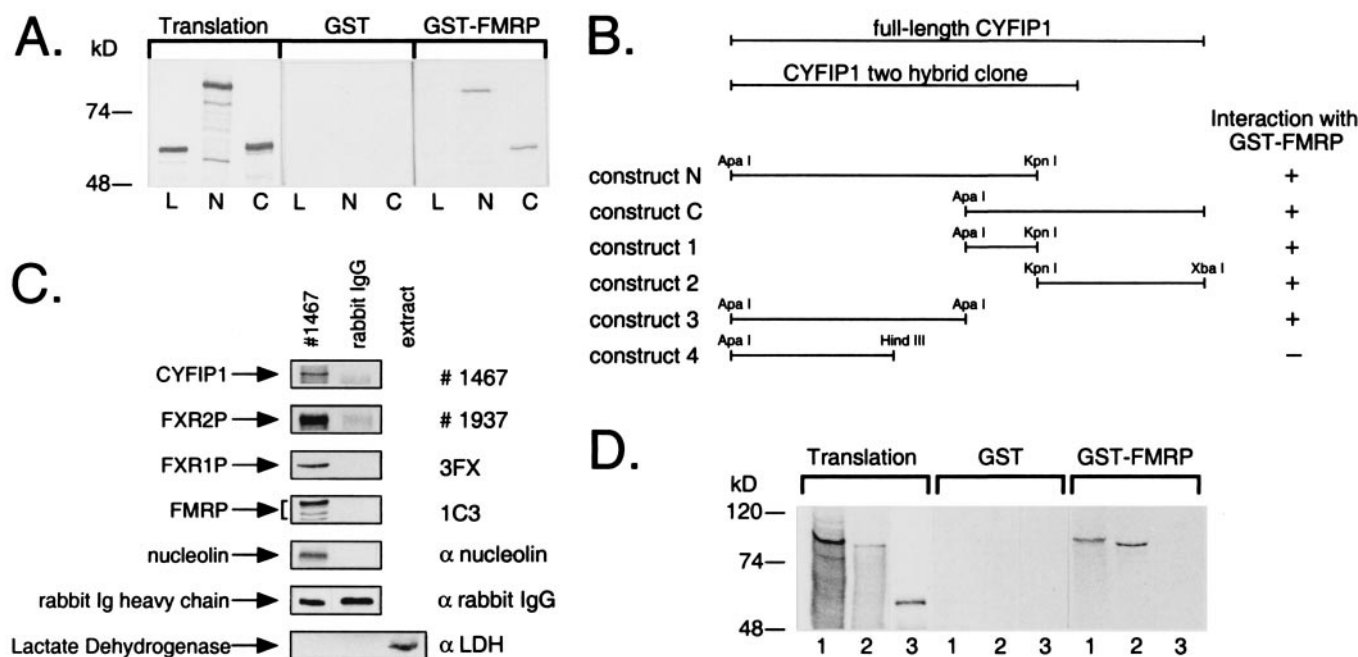 A.
Translation GST GST-FMRP
kD
74
48
L N C L N C L N C
B.
full-length CYFIP1
CYFIP1 two hybrid clone
Interaction with
GST-FMRP
construct N Apa I Kpn I +
construct C Apa I +
construct 1 Apa I Kpn I +
construct 2 Kpn I Xba I +
construct 3 Apa I Apa I +
construct 4 Apa I Hind III −
C.
#1467 rabbit IgG extract
CYFIP1 # 1467
FXR2P # 1937
FXR1P 3FX
FMRP 1C3
nucleolin α nucleolin
rabbit Ig heavy chain α rabbit IgG
Lactate Dehydrogenase α LDH
D.
Translation GST GST-FMRP
kD
120
74
48
1 2 3 1 2 3 1 2 3